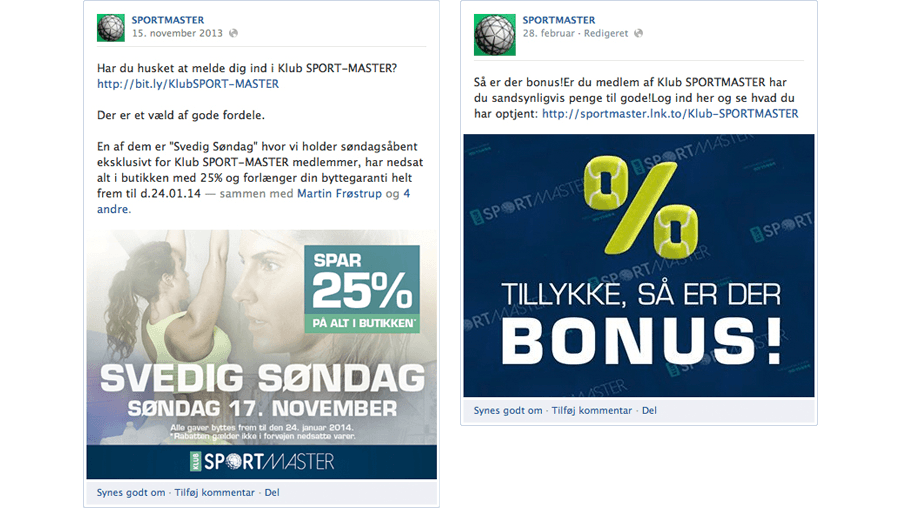 SPORTMASTER
15. november 2013
Har du husket at melde dig ind i Klub SPORT-MASTER?
http://bit.ly/KlubSPORT-MASTER
Der er et væld af gode fordele.
En af dem er "Svedig Søndag" hvor vi holder søndagsåbent
eksklusivt for Klub SPORT-MASTER medlemmer, har nedsat
alt i butikken med 25% og forlænger din byttegaranti helt
frem til d.24.01.14 — sammen med Martin Frøstrup og 4
andre.
SPAR
25%
PÅ ALT I BUTIKKEN*
SVEDIG SØNDAG
SØNDAG 17. NOVEMBER
Alle gaver byttes frem til den 24. januar 2014.
*Rabatten gælder ikke i forvejen nedsatte varer.
KLUB SPORTMASTER
Synes godt om · Tilføj kommentar · Del
SPORTMASTER
28. februar · Redigeret
Så er der bonus!Er du medlem af Klub SPORTMASTER har
du sandsynligvis penge til gode!Log ind her og se hvad du
har optjent: http://sportmaster.lnk.to/Klub-SPORTMASTER
%
TILLYKKE, SÅ ER DER
BONUS!
Synes godt om · Tilføj kommentar · Del